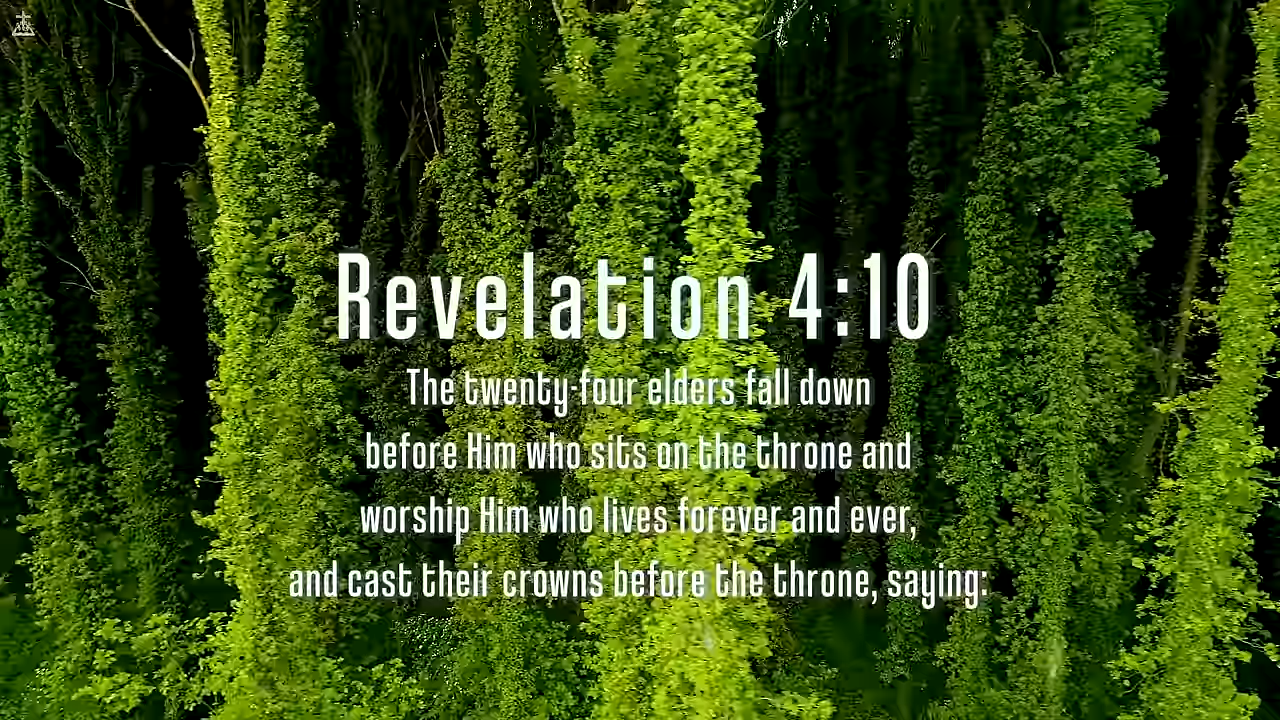 Revelation 4:10
The twenty-four elders fall down
before Him who sits on the throne and
worship Him who lives forever and ever,
and cast their crowns before the throne, saying: